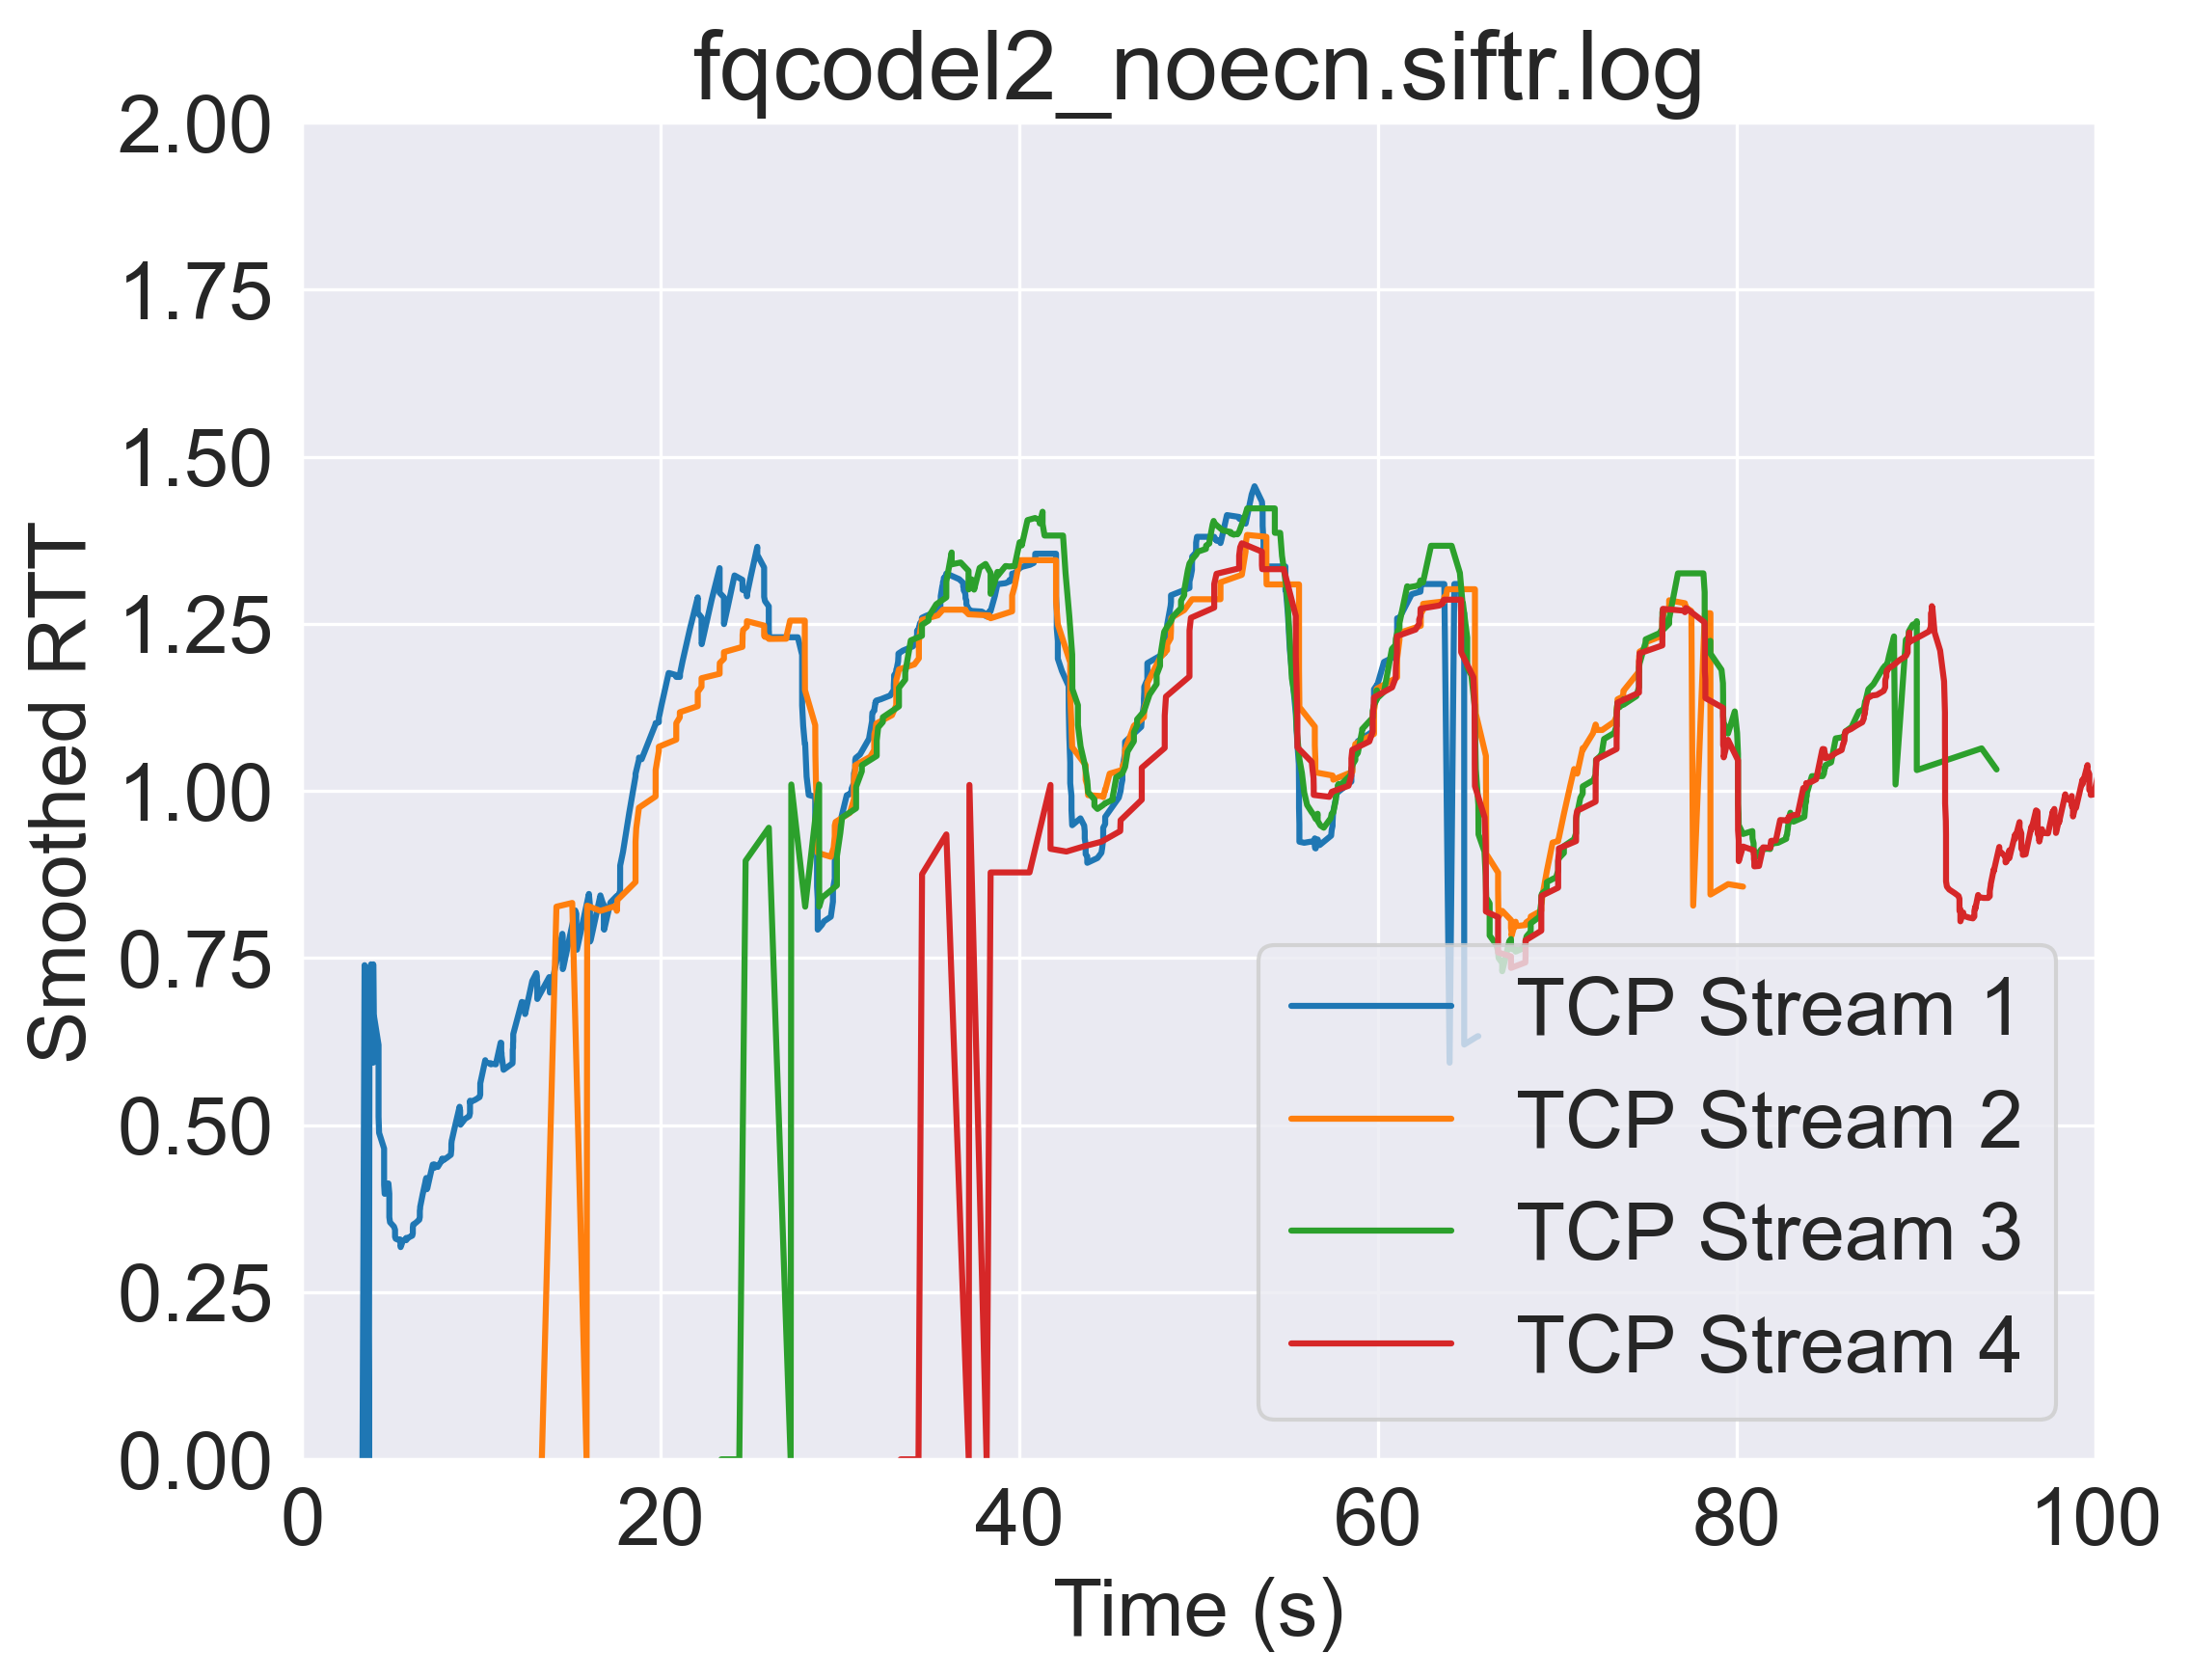 fqcodel2_noecn.siftr.log
2.00
1.75
1.50
1.25
1.00
0.75
0.50
0.25
0.00
Smoothed RTT
TCP Stream 1
TCP Stream 2
TCP Stream 3
TCP Stream 4
0 20 40 60 80 100
Time (s)